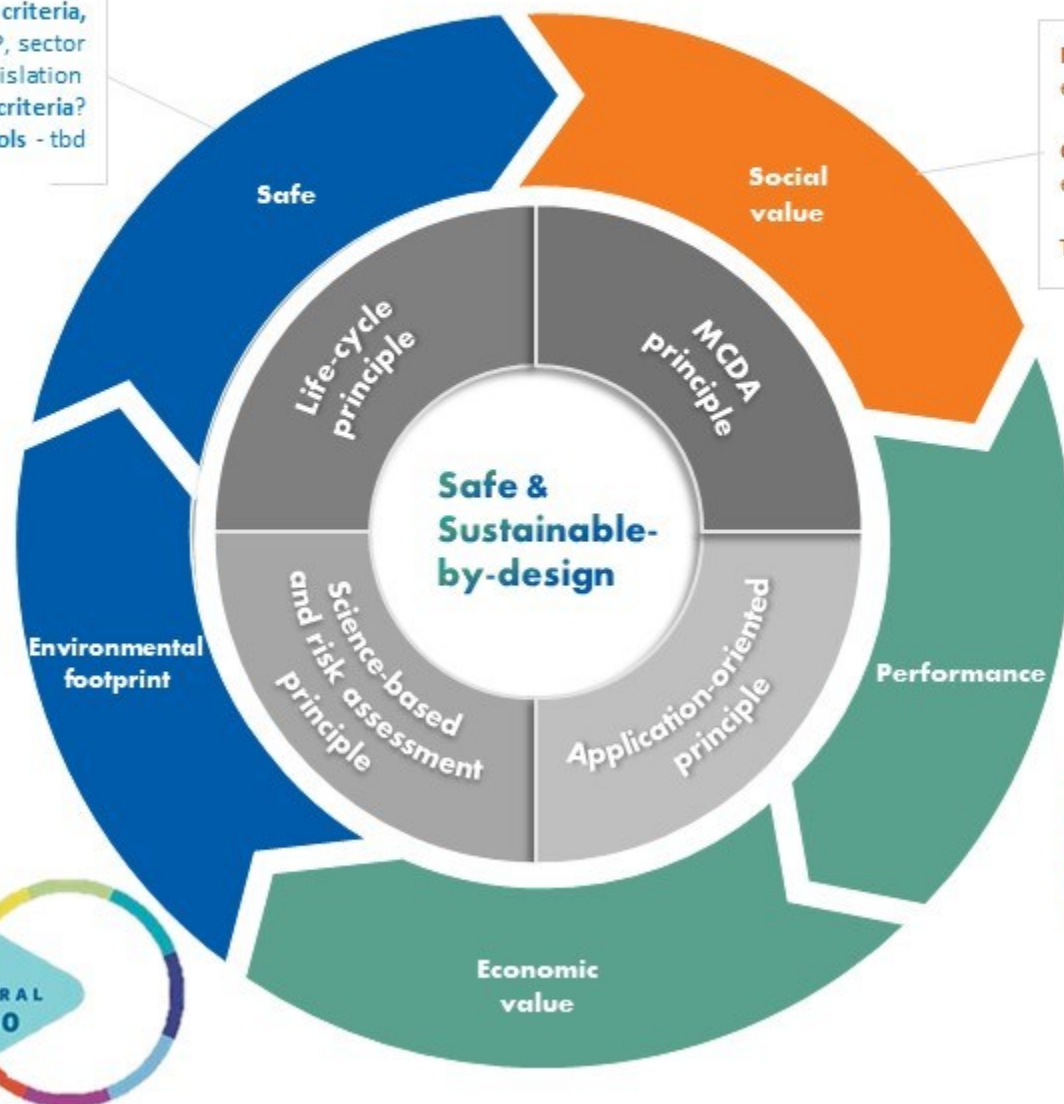 criteria,
?, sector
islation
criteria?
ols - tbd
Safe
Social
value
Life-cycle
principle
MCDA
principle
Safe &
Sustainable-
by-design
Environmental
footprint
Science-based
and risk assessment
principle
Application-oriented
principle
Performance
Economic
value
RAL
0